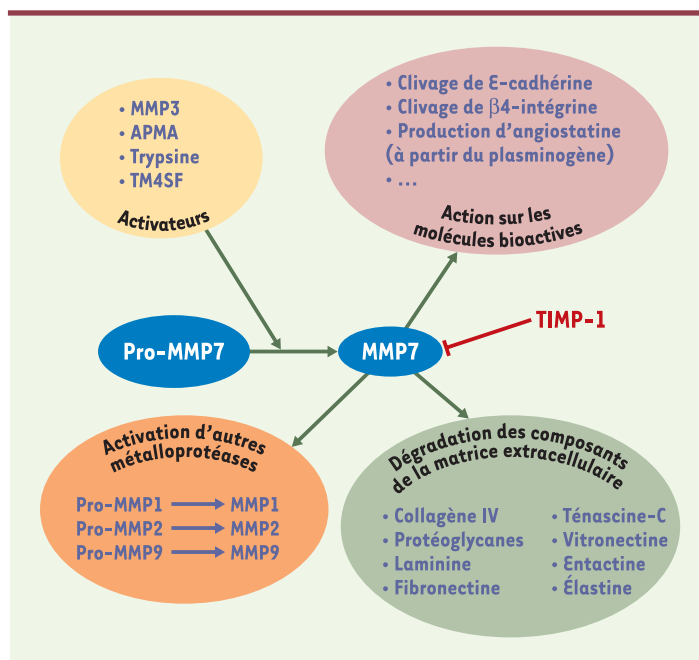 • MMP3
• APMA
• Trypsine
• TM4SF
Activateurs
• Clivage de E-cadhérine
• Clivage de β4-intégrine
• Production d'angiostatine
(à partir du plasminogène)
• ...
Action sur les
molécules bioactives
TIMP-1
Pro-MMP7
MMP7
Activation d'autres
métalloprotéases
Pro-MMP1 → MMP1
Pro-MMP2 → MMP2
Pro-MMP9 → MMP9
Dégradation des composants
de la matrice extracellulaire
• Collagène IV
• Protéoglycanes
• Laminine
• Fibronectine
• Ténascine-C
• Vitronectine
• Entactine
• Élastine